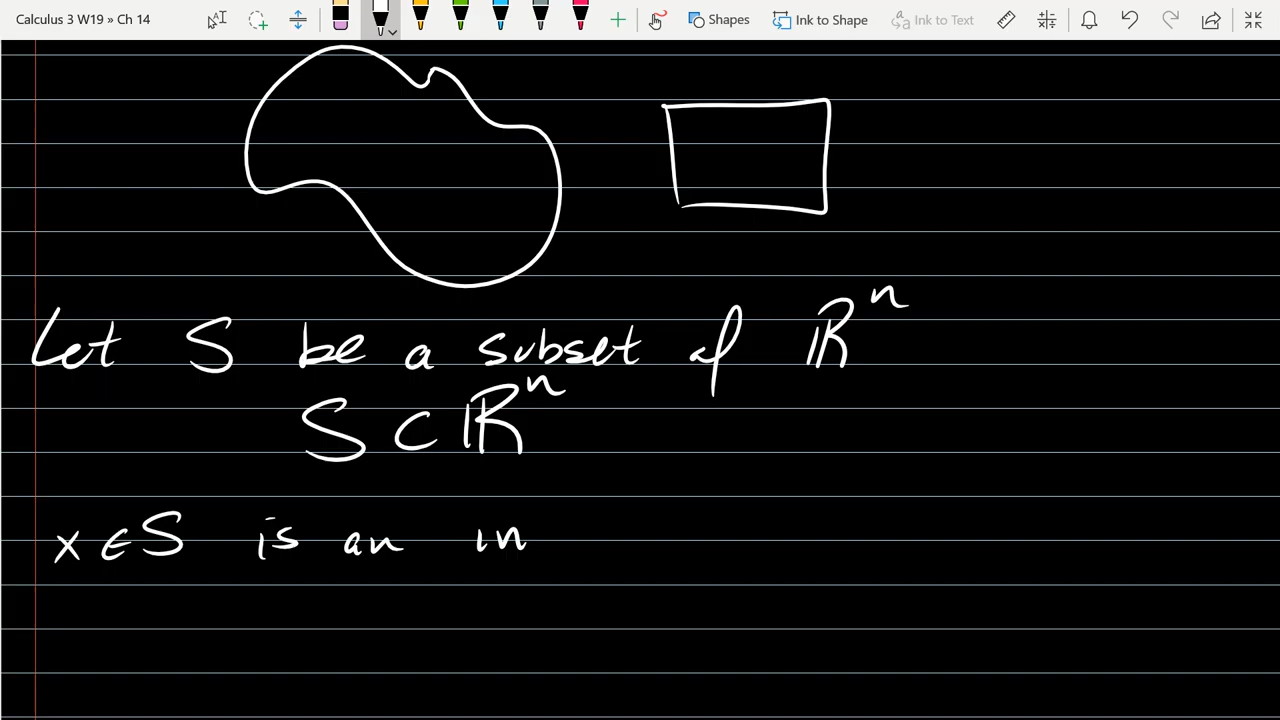 Calculus 3 W19 » Ch 14
Shapes
Ink to Shape
Ink to Text
Let S be a subset of ℝⁿ
S ⊂ ℝⁿ
x ∈ S is an in